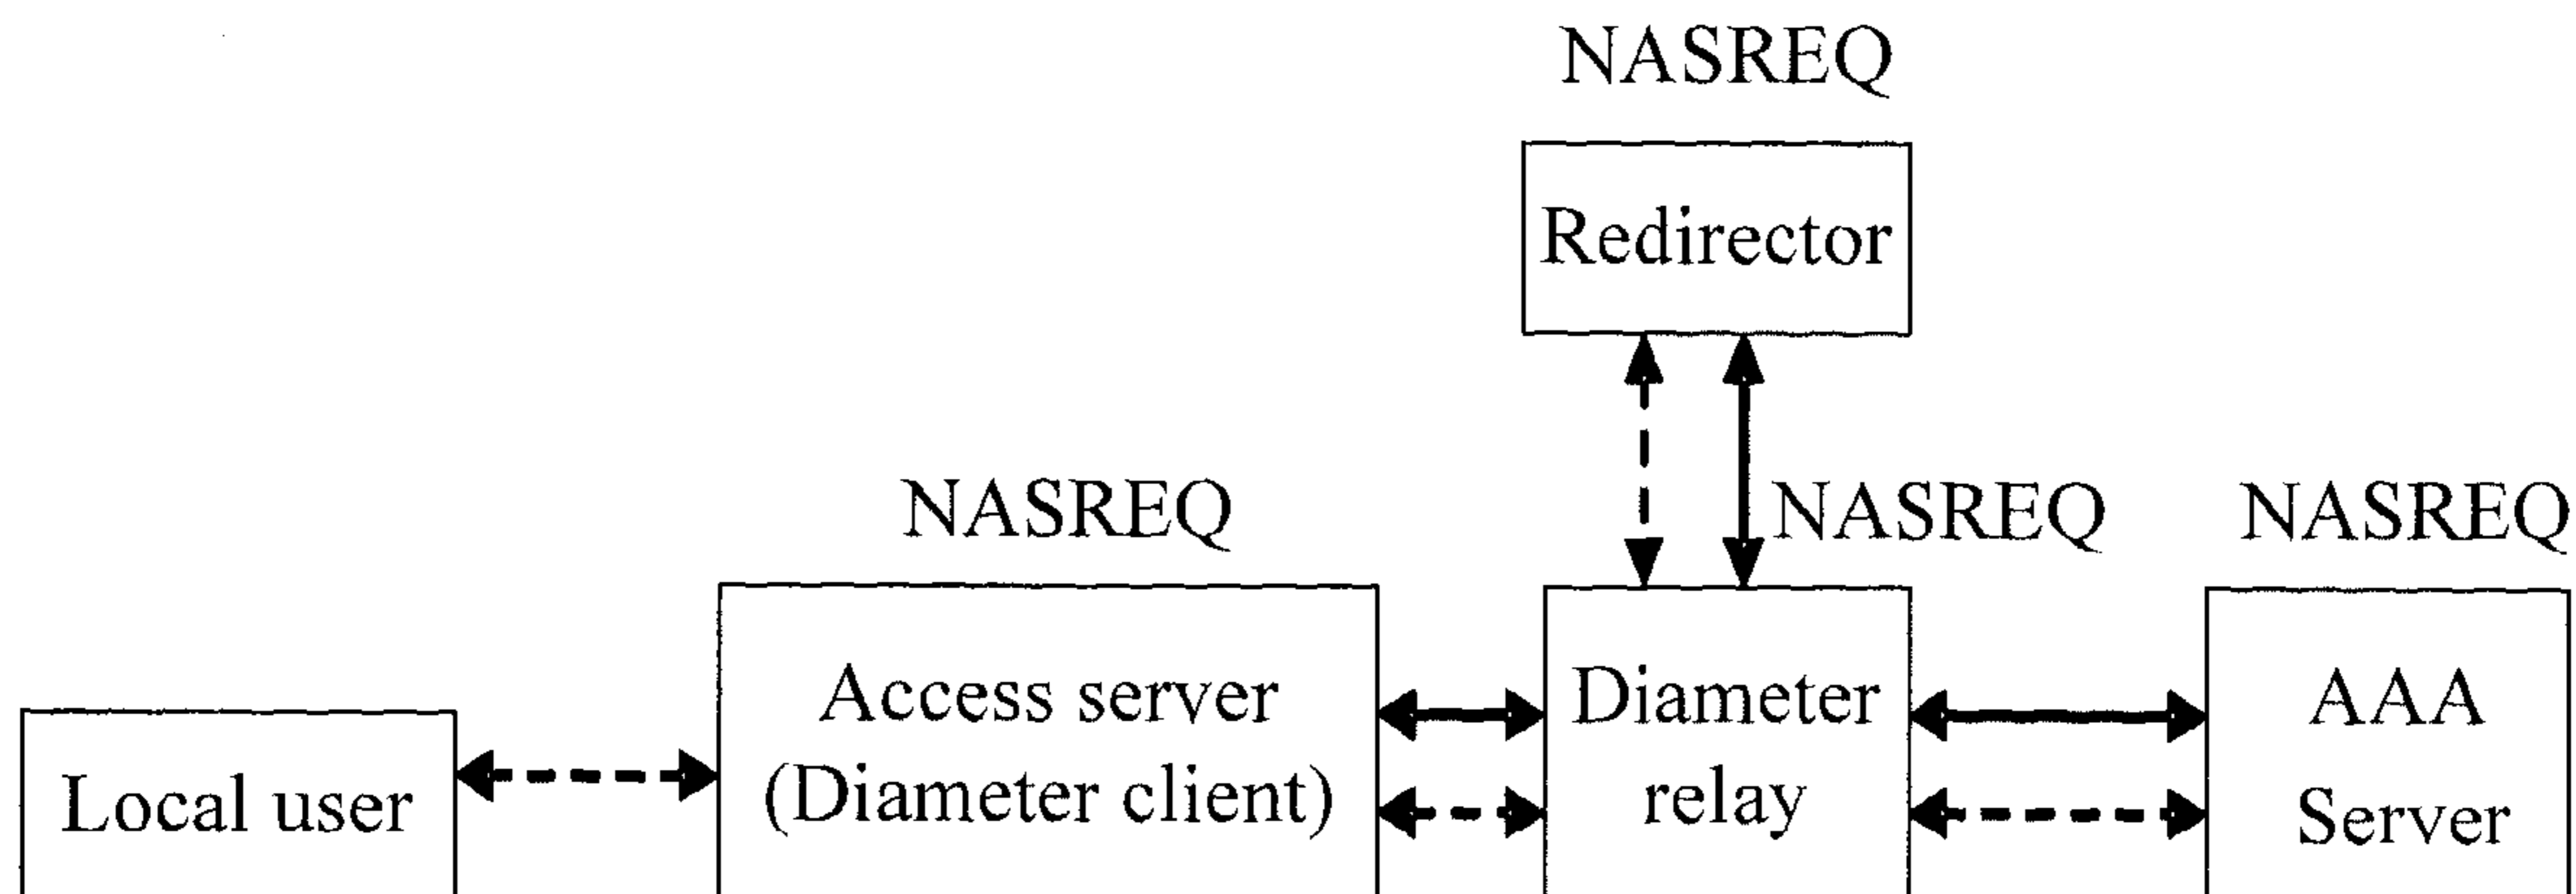 NASREQ
Redirector
NASREQ
NASREQ
NASREQ
Local user
Access server
(Diameter client)
Diameter
relay
AAA
Server